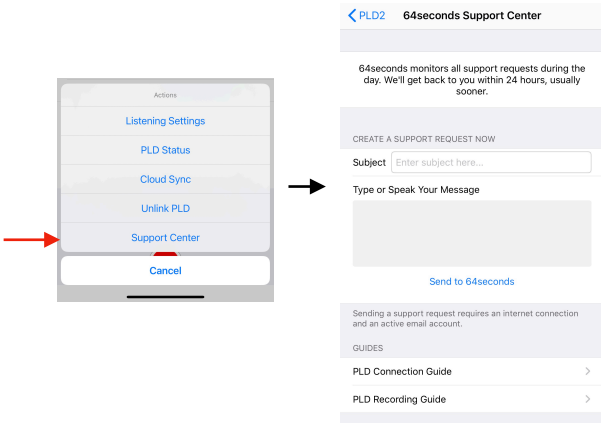 Actions
Listening Settings
PLD Status
Cloud Sync
Unlink PLD
Support Center
Cancel
PLD2
64seconds Support Center
64seconds monitors all support requests during the
day. We'll get back to you within 24 hours, usually
sooner.
CREATE A SUPPORT REQUEST NOW
Subject
Enter subject here...
Type or Speak Your Message
Send to 64seconds
Sending a support request requires an internet connection
and an active email account.
GUIDES
PLD Connection Guide
PLD Recording Guide